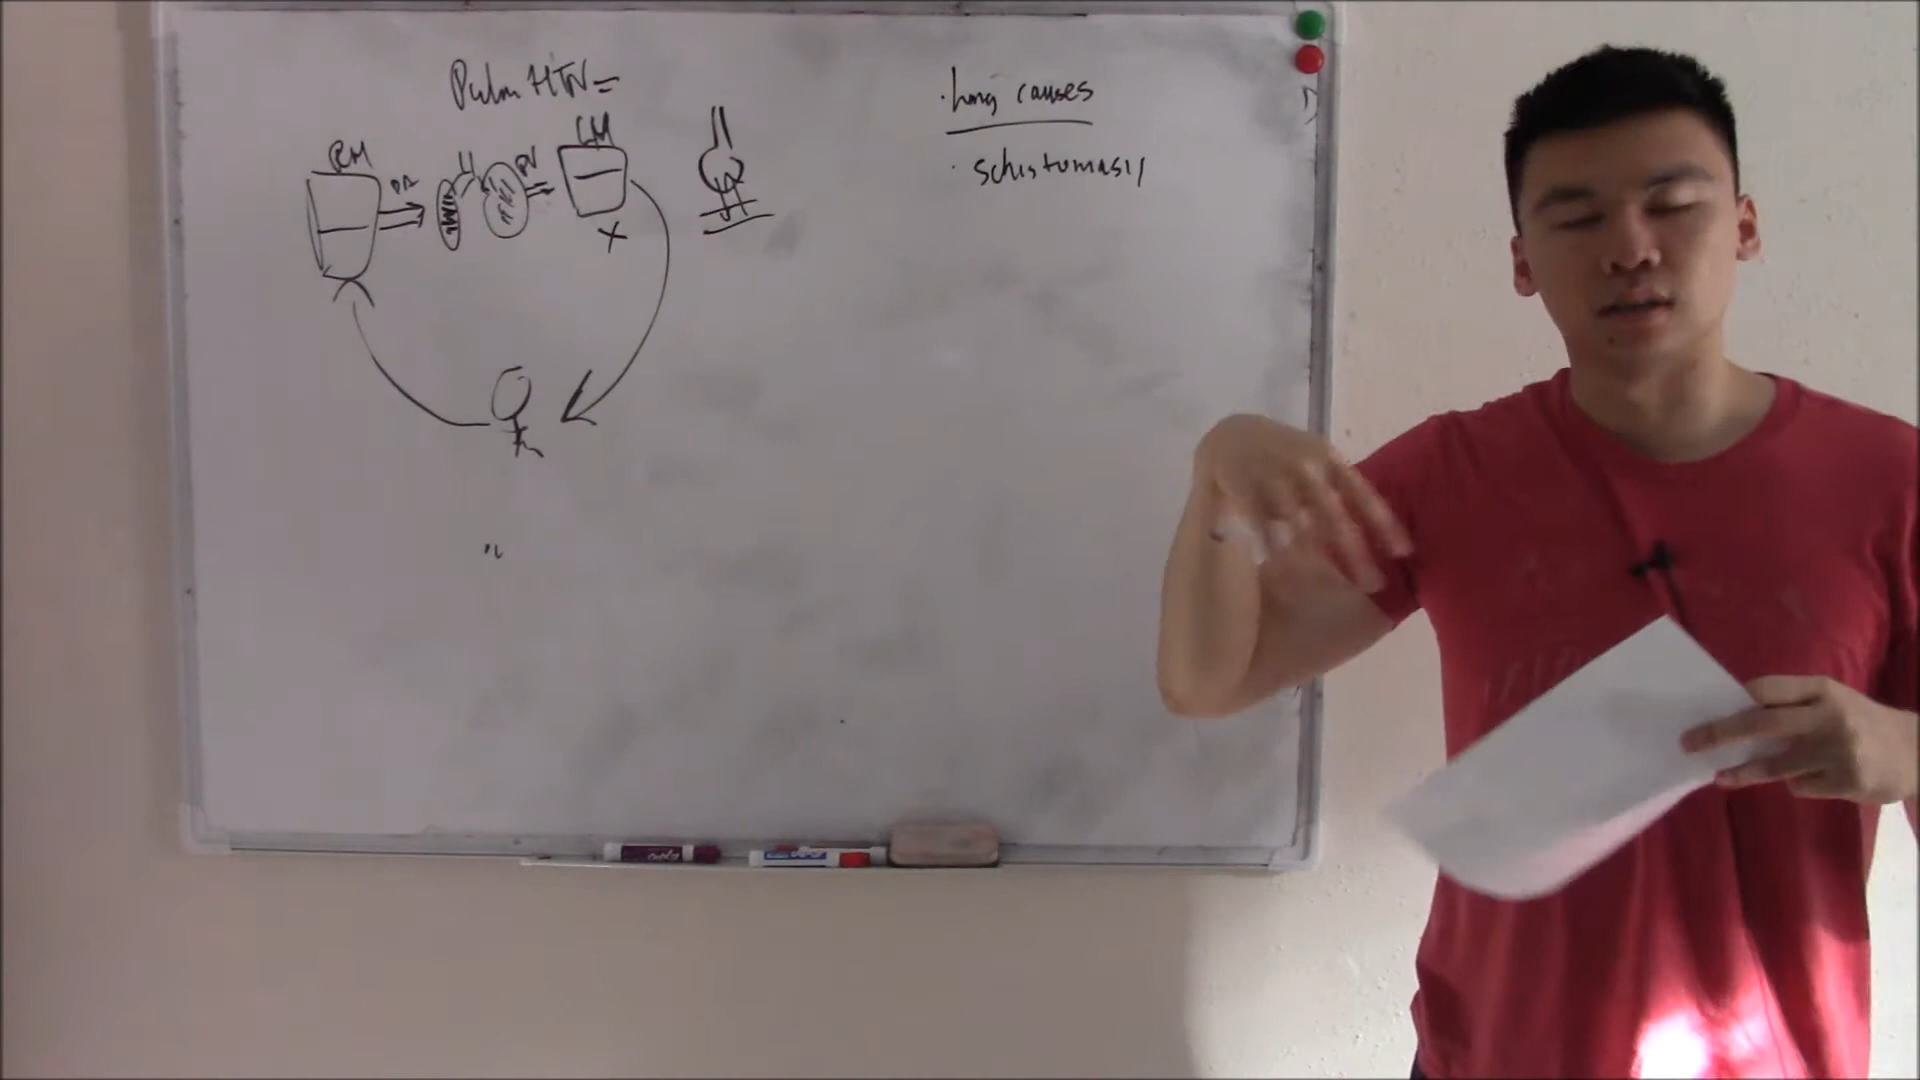 Pulm HTN=
RH
PA
PV
LH
X
· lung causes
· schistomasis